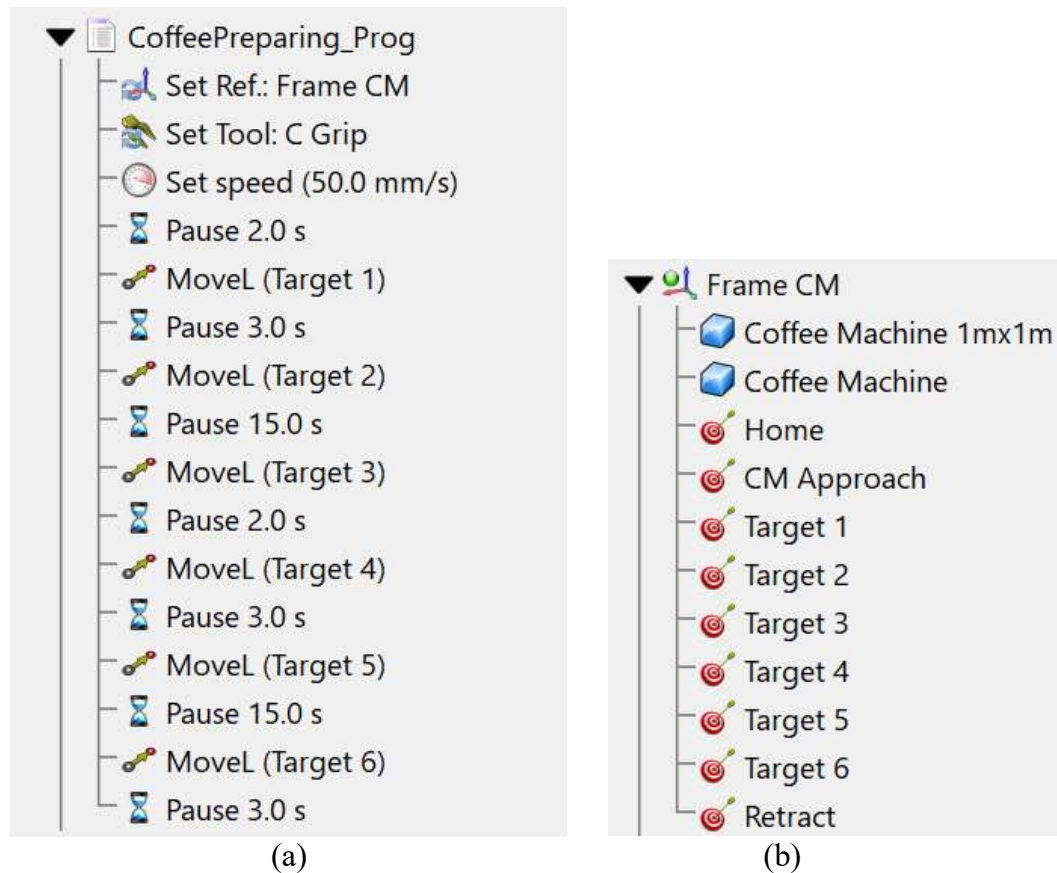 CoffeePreparing_Prog
Set Ref.: Frame CM
Set Tool: C Grip
Set speed (50.0 mm/s)
Pause 2.0 s
MoveL (Target 1)
Pause 3.0 s
MoveL (Target 2)
Pause 15.0 s
MoveL (Target 3)
Pause 2.0 s
MoveL (Target 4)
Pause 3.0 s
MoveL (Target 5)
Pause 15.0 s
MoveL (Target 6)
Pause 3.0 s
(a)
Frame CM
Coffee Machine 1mx1m
Coffee Machine
Home
CM Approach
Target 1
Target 2
Target 3
Target 4
Target 5
Target 6
Retract
(b)